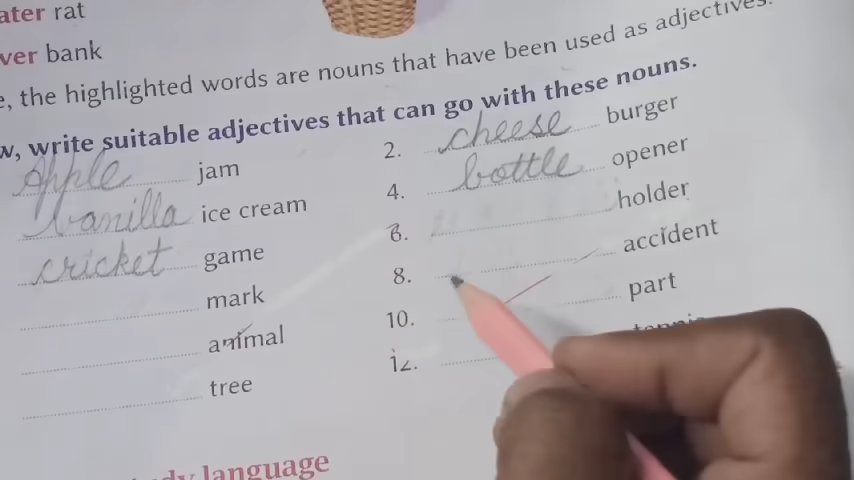 ater rat
ver bank
e, the highlighted words are nouns that have been used as adjectives.
w, write suitable adjectives that can go with these nouns.
Apple jam
2. cheese burger
vanilla ice cream
4. bottle opener
cricket game
6. holder
mark
8. accident
animal
10. part
tree
12. tennis
dy language